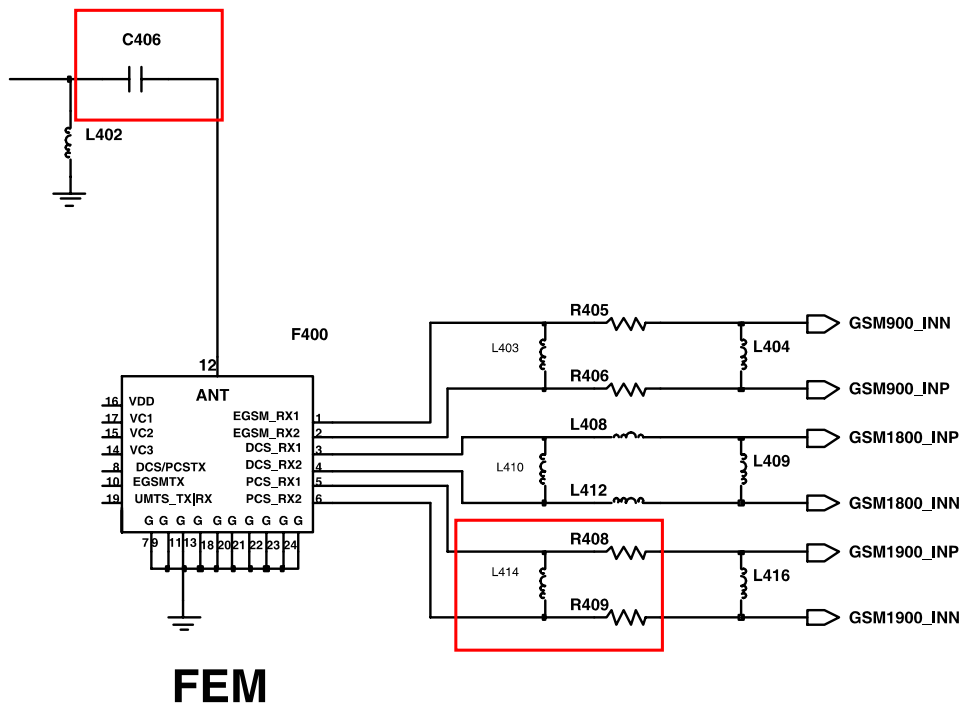 C406
L402
F400
12
ANT
16 VDD
17 VC1
15 VC2
14 VC3
8 DCS/PCSTX
10 EGSMTX
19 UMTS_TX|RX
EGSM_RX1 1
EGSM_RX2 2
DCS_RX1 3
DCS_RX2 4
PCS_RX1 5
PCS_RX2 6
G G G G G G G G G G
7 9 11 13 18 20 21 22 23 24
R405
GSM900_INN
L403
L404
R406
GSM900_INP
L408
GSM1800_INP
L410
L409
L412
GSM1800_INN
R408
GSM1900_INP
L414
L416
R409
GSM1900_INN
FEM